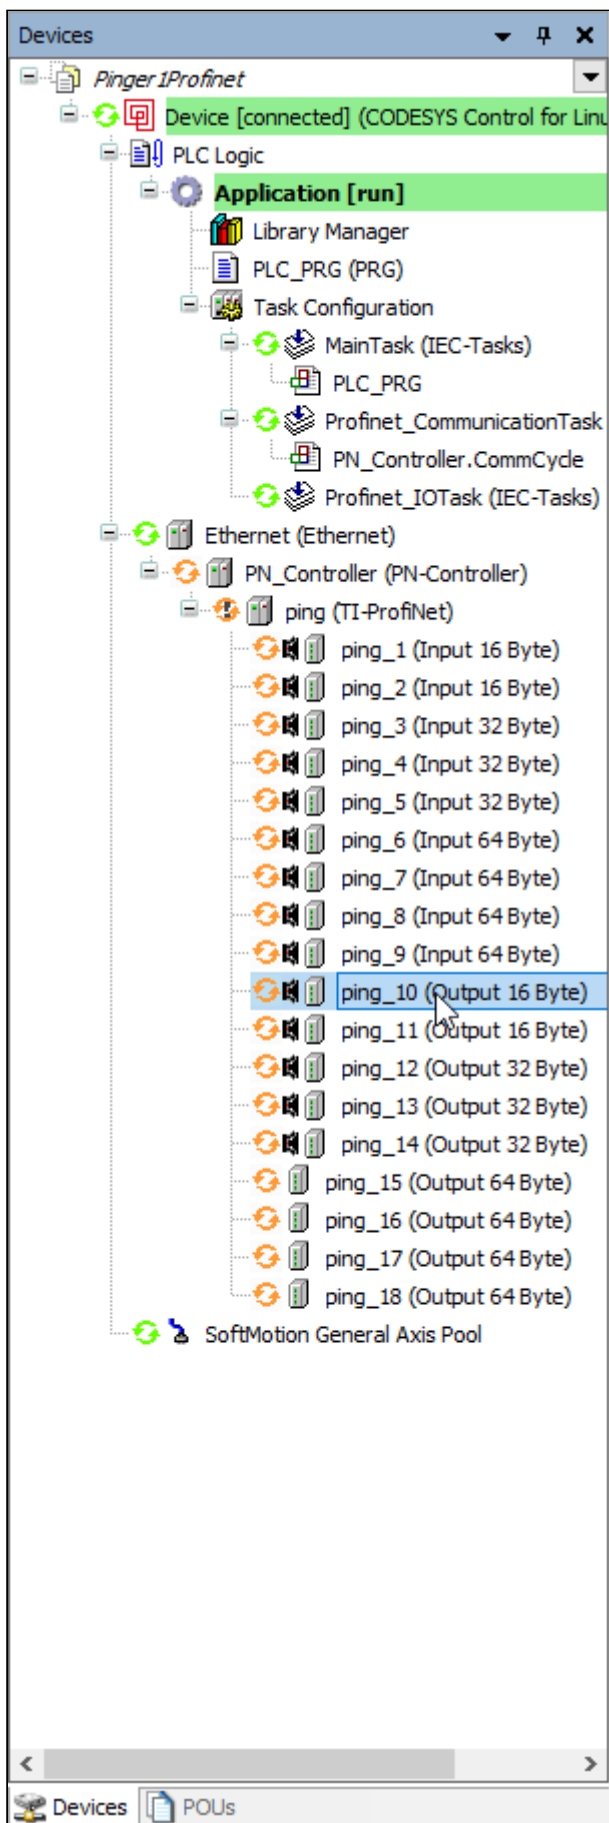 Devices
Pinger1Profinet
Device [connected] (CODESYS Control for Linu
PLC Logic
Application [run]
Library Manager
PLC_PRG (PRG)
Task Configuration
MainTask (IEC-Tasks)
PLC_PRG
Profinet_CommunicationTask
PN_Controller.CommCycle
Profinet_IOTask (IEC-Tasks)
Ethernet (Ethernet)
PN_Controller (PN-Controller)
ping (TI-ProfiNet)
ping_1 (Input 16 Byte)
ping_2 (Input 16 Byte)
ping_3 (Input 32 Byte)
ping_4 (Input 32 Byte)
ping_5 (Input 32 Byte)
ping_6 (Input 64 Byte)
ping_7 (Input 64 Byte)
ping_8 (Input 64 Byte)
ping_9 (Input 64 Byte)
ping_10 (Output 16 Byte)
ping_11 (Output 16 Byte)
ping_12 (Output 32 Byte)
ping_13 (Output 32 Byte)
ping_14 (Output 32 Byte)
ping_15 (Output 64 Byte)
ping_16 (Output 64 Byte)
ping_17 (Output 64 Byte)
ping_18 (Output 64 Byte)
SoftMotion General Axis Pool
Devices POUs